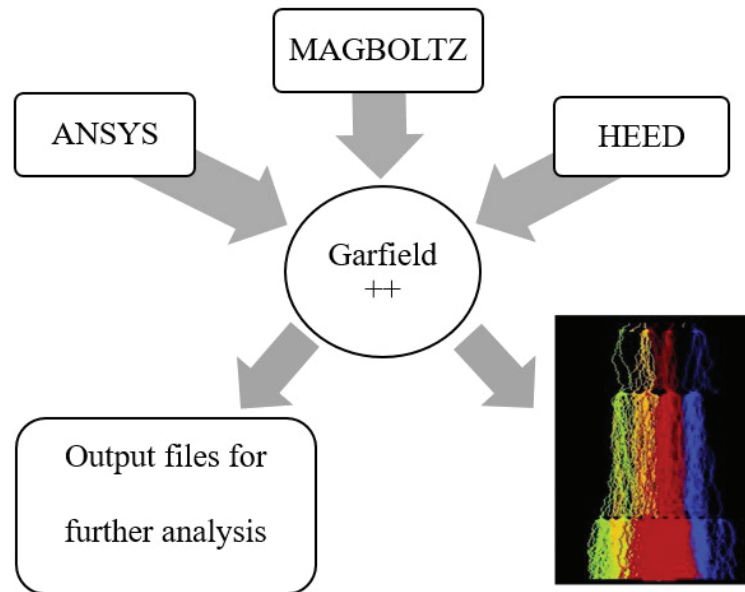 MAGBOLTZ
ANSYS
HEED
Garfield
++
Output files for
further analysis